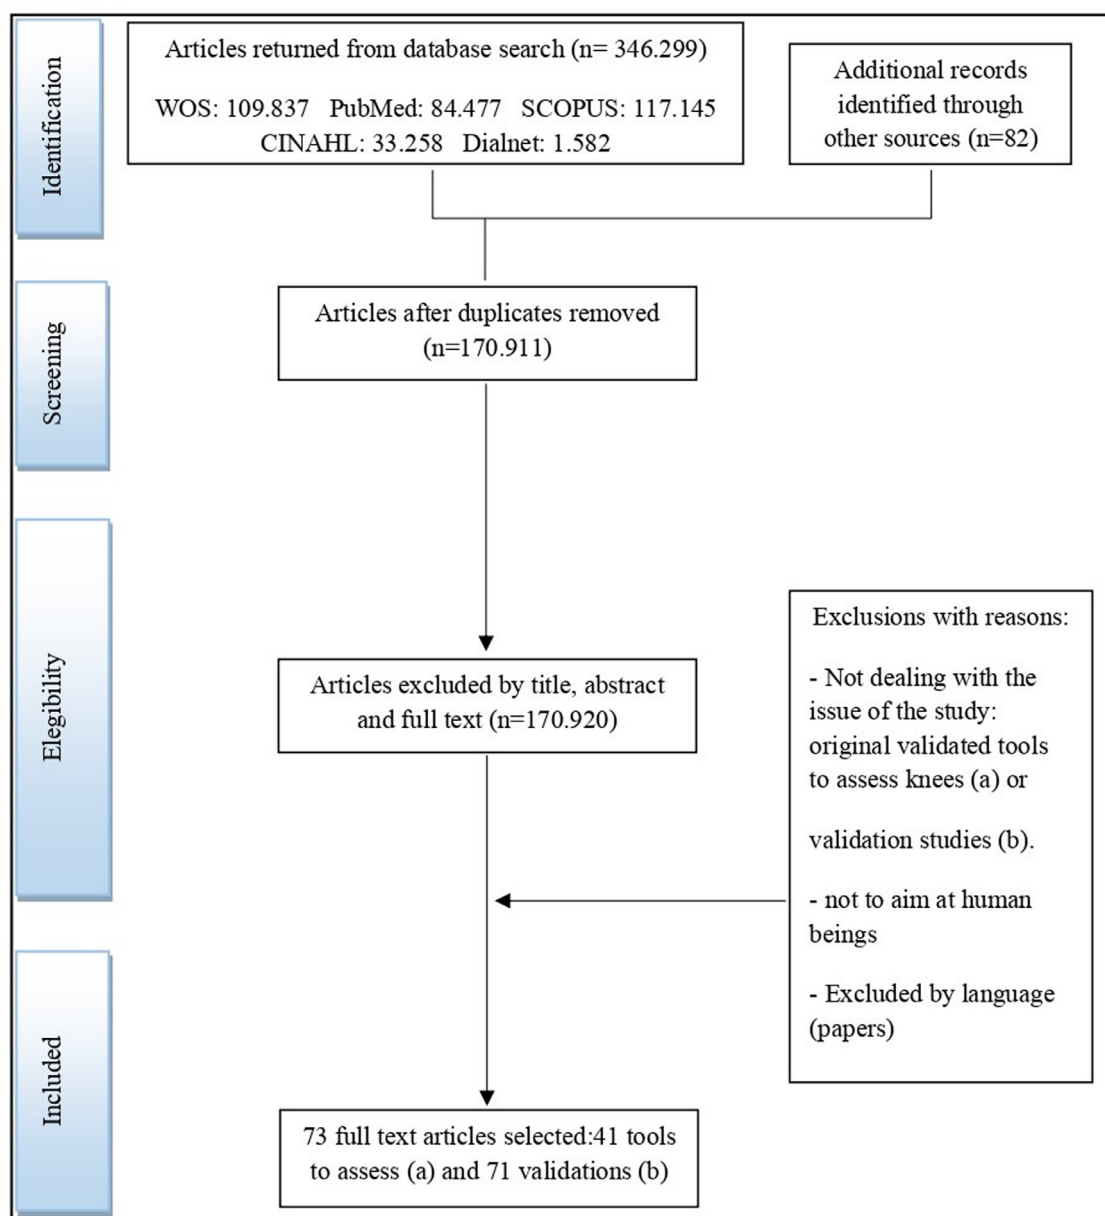 Identification
Articles returned from database search (n= 346.299)
WOS: 109.837 PubMed: 84.477 SCOPUS: 117.145
CINAHL: 33.258 Dialnet: 1.582
Additional records
identified through
other sources (n=82)
Screening
Articles after duplicates removed
(n=170.911)
Elegibility
Articles excluded by title, abstract
and full text (n=170.920)
Exclusions with reasons:
- Not dealing with the
issue of the study:
original validated tools
to assess knees (a) or
validation studies (b).
- not to aim at human
beings
- Excluded by language
(papers)
Included
73 full text articles selected:41 tools
to assess (a) and 71 validations (b)